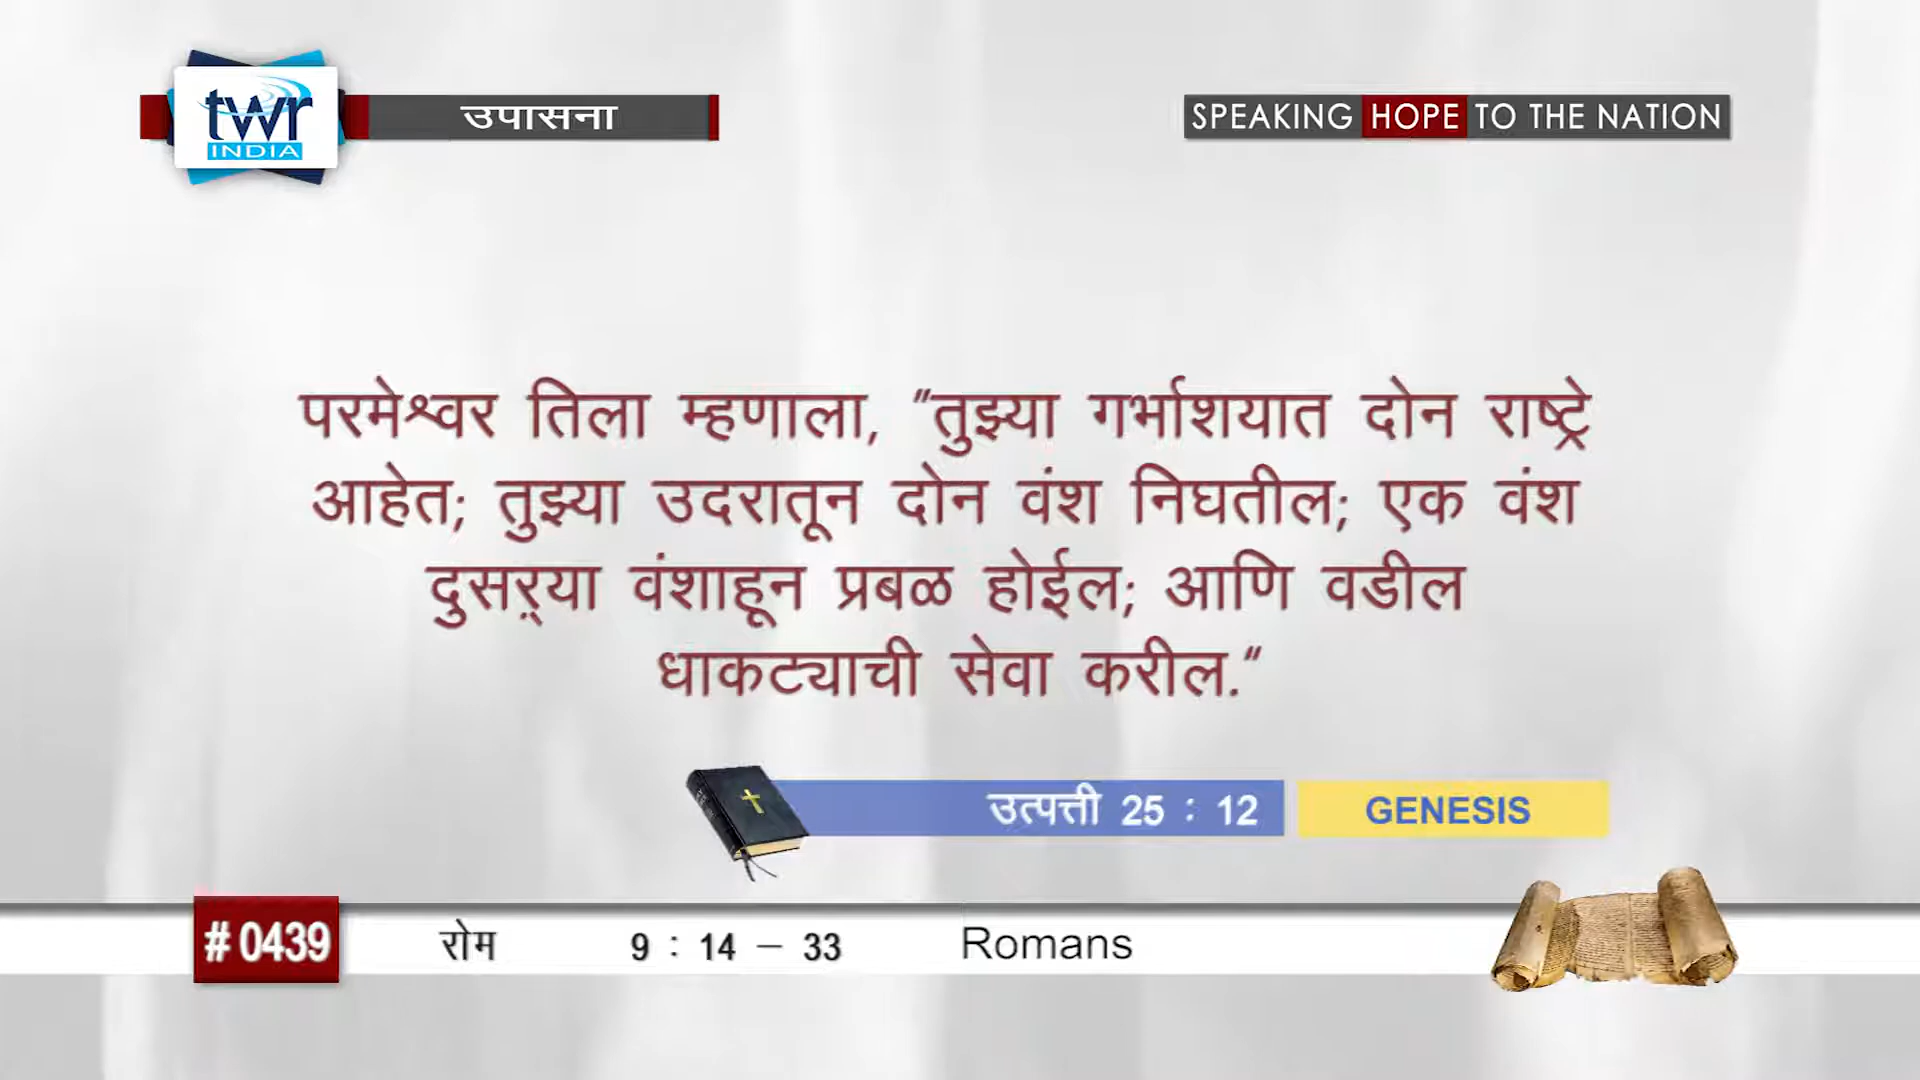 twr
INDIA
उपासना
SPEAKING HOPE TO THE NATION
परमेश्वर तिला म्हणाला, "तुझ्या गर्भाशयात दोन राष्ट्रे
आहेत; तुझ्या उदरातून दोन वंश निघतील; एक वंश
दुसऱ्या वंशाहून प्रबळ होईल; आणि वडील
धाकट्याची सेवा करील."
उत्पत्ती 25 : 12
GENESIS
# 0439
रोम 9 : 14 – 33 Romans